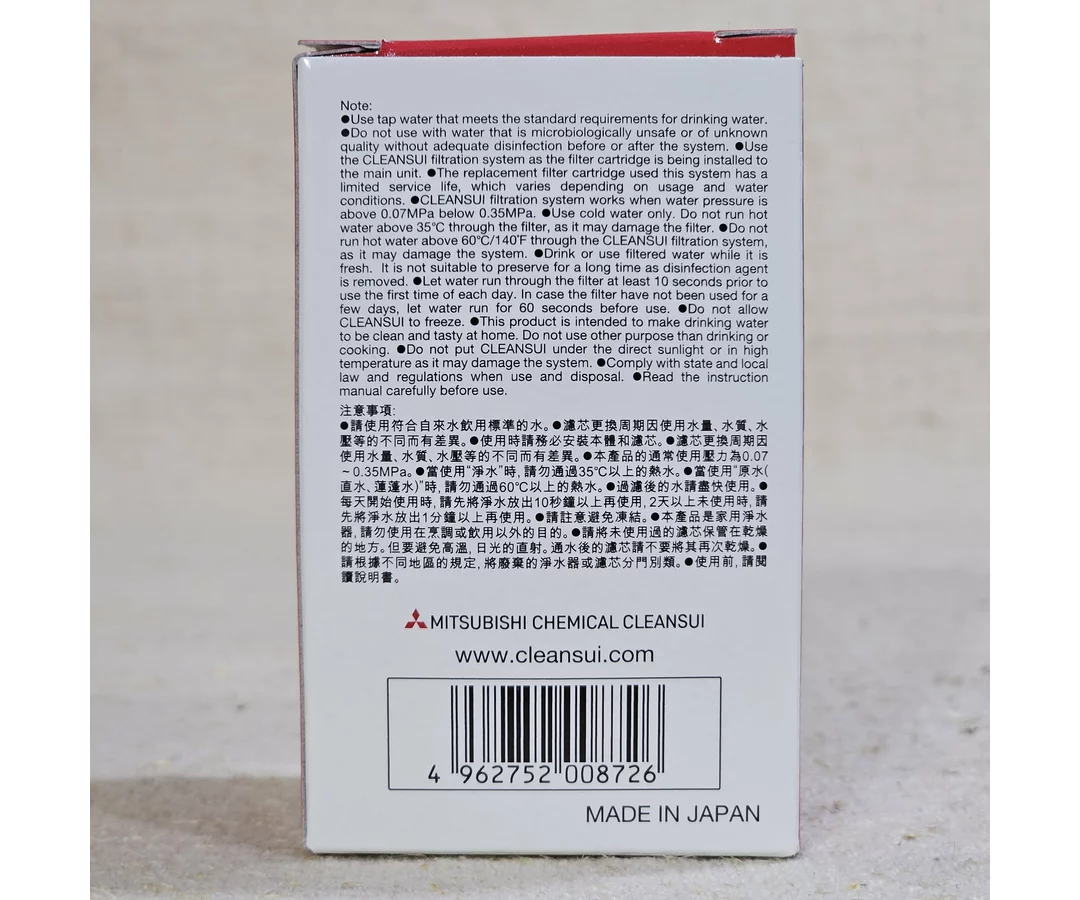 Note:
●Use tap water that meets the standard requirements for drinking water.
●Do not use with water that is microbiologically unsafe or of unknown
quality without adequate disinfection before or after the system. ●Use
the CLEANSUI filtration system as the filter cartridge is being installed to
the main unit. ●The replacement filter cartridge used this system has a
limited service life, which varies depending on usage and water
conditions. ●CLEANSUI filtration system works when water pressure is
above 0.07MPa below 0.35MPa. ●Use cold water only. Do not run hot
water above 35℃ through the filter, as it may damage the filter. ●Do not
run hot water above 60℃/140℉ through the CLEANSUI filtration system,
as it may damage the system. ●Drink or use filtered water while it is
fresh. It is not suitable to preserve for a long time as disinfection agent
is removed. ●Let water run through the filter at least 10 seconds prior to
use the first time of each day. In case the filter have not been used for a
few days, let water run for 60 seconds before use. ●Do not allow
CLEANSUI to freeze. ●This product is intended to make drinking water
to be clean and tasty at home. Do not use other purpose than drinking or
cooking. ●Do not put CLEANSUI under the direct sunlight or in high
temperature as it may damage the system. ●Comply with state and local
law and regulations when use and disposal. ●Read the instruction
manual carefully before use.
注意事項:
●請使用符合自來水飲用標準的水。●濾芯更換周期因使用水量、水質、水
壓等的不同而有差異。●使用時請務必安裝本體和濾芯。●濾芯更換周期因
使用水量、水質、水壓等的不同而有差異。●本產品的通常使用壓力為0.07
~0.35MPa。●當使用"淨水"時, 請勿通過35℃以上的熱水。●當使用"原水(
直水、蓮蓬水)"時, 請勿通過60℃以上的熱水。●過濾後的水請盡快使用。●
每天開始使用時, 請先將淨水放出10秒鐘以上再使用, 2天以上未使用時, 請
先將淨水放出1分鐘以上再使用。●請註意避免凍結。●本產品是家用淨水
器, 請勿使用在烹調或飲用以外的目的。●請將未使用過的濾芯保管在乾燥
的地方。但要避免高溫, 日光的直射。通水後的濾芯請不要將其再次乾燥。●
請根據不同地區的規定, 將廢棄的淨水器或濾芯分門別類。●使用前, 請閱
讀說明書。
MITSUBISHI CHEMICAL CLEANSUI
www.cleansui.com
4 962752 008726
MADE IN JAPAN